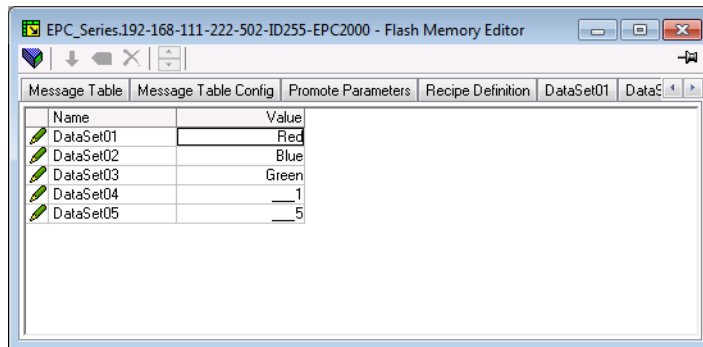 EPC_Series.192-168-111-222-502-ID255-EPC2000 - Flash Memory Editor
Message Table Message Table Config Promote Parameters Recipe Definition DataSet01 DataS
Name Value
DataSet01 Red
DataSet02 Blue
DataSet03 Green
DataSet04 ___1
DataSet05 ___5